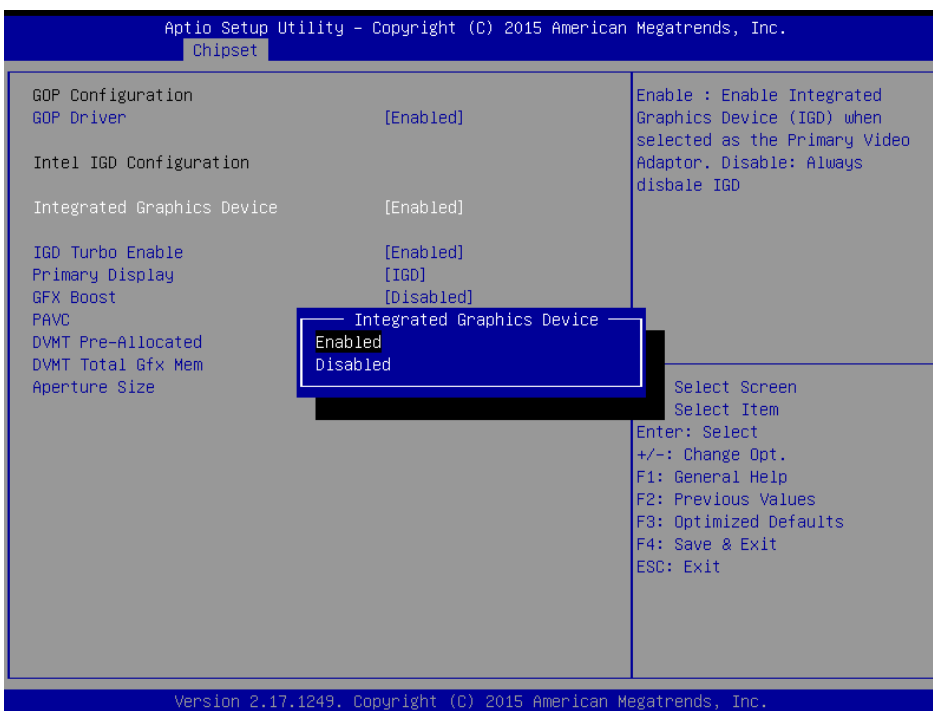 Aptio Setup Utility – Copyright (C) 2015 American Megatrends, Inc.
Chipset
GOP Configuration
GOP Driver [Enabled]
Intel IGD Configuration
Integrated Graphics Device [Enabled]
IGD Turbo Enable [Enabled]
Primary Display [IGD]
GFX Boost [Disabled]
PAVC
DVMT Pre-Allocated
DVMT Total Gfx Mem
Aperture Size
Integrated Graphics Device
Enabled
Disabled
Enable : Enable Integrated
Graphics Device (IGD) when
selected as the Primary Video
Adaptor. Disable: Always
disbale IGD
Select Screen
Select Item
Enter: Select
+/-: Change Opt.
F1: General Help
F2: Previous Values
F3: Optimized Defaults
F4: Save & Exit
ESC: Exit
Version 2.17.1249. Copyright (C) 2015 American Megatrends, Inc.